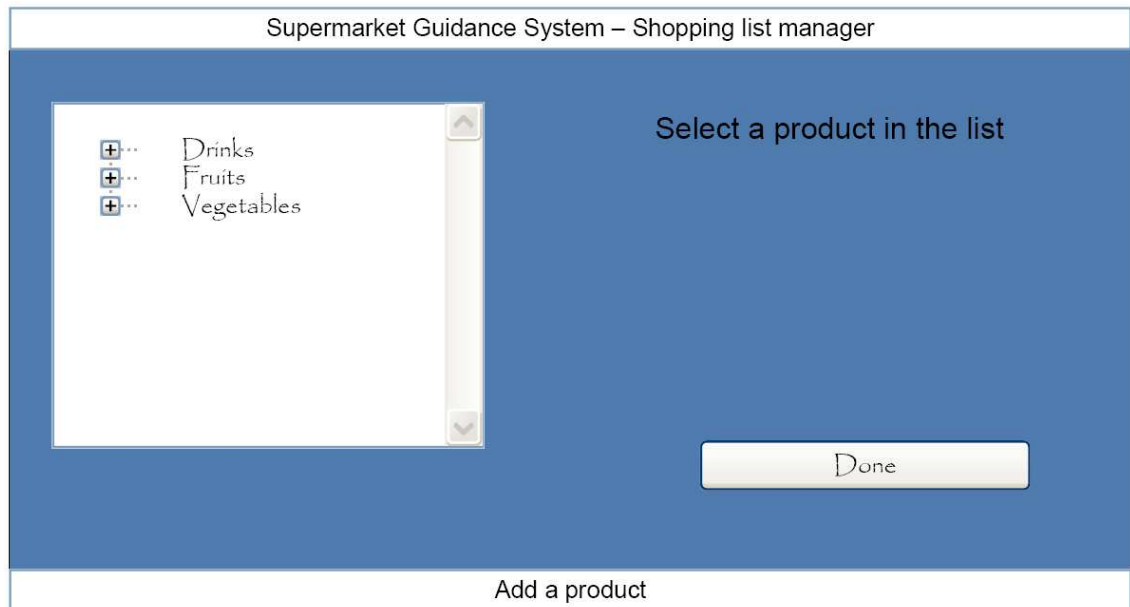 Supermarket Guidance System – Shopping list manager
Drinks
Fruits
Vegetables
Select a product in the list
Done
Add a product